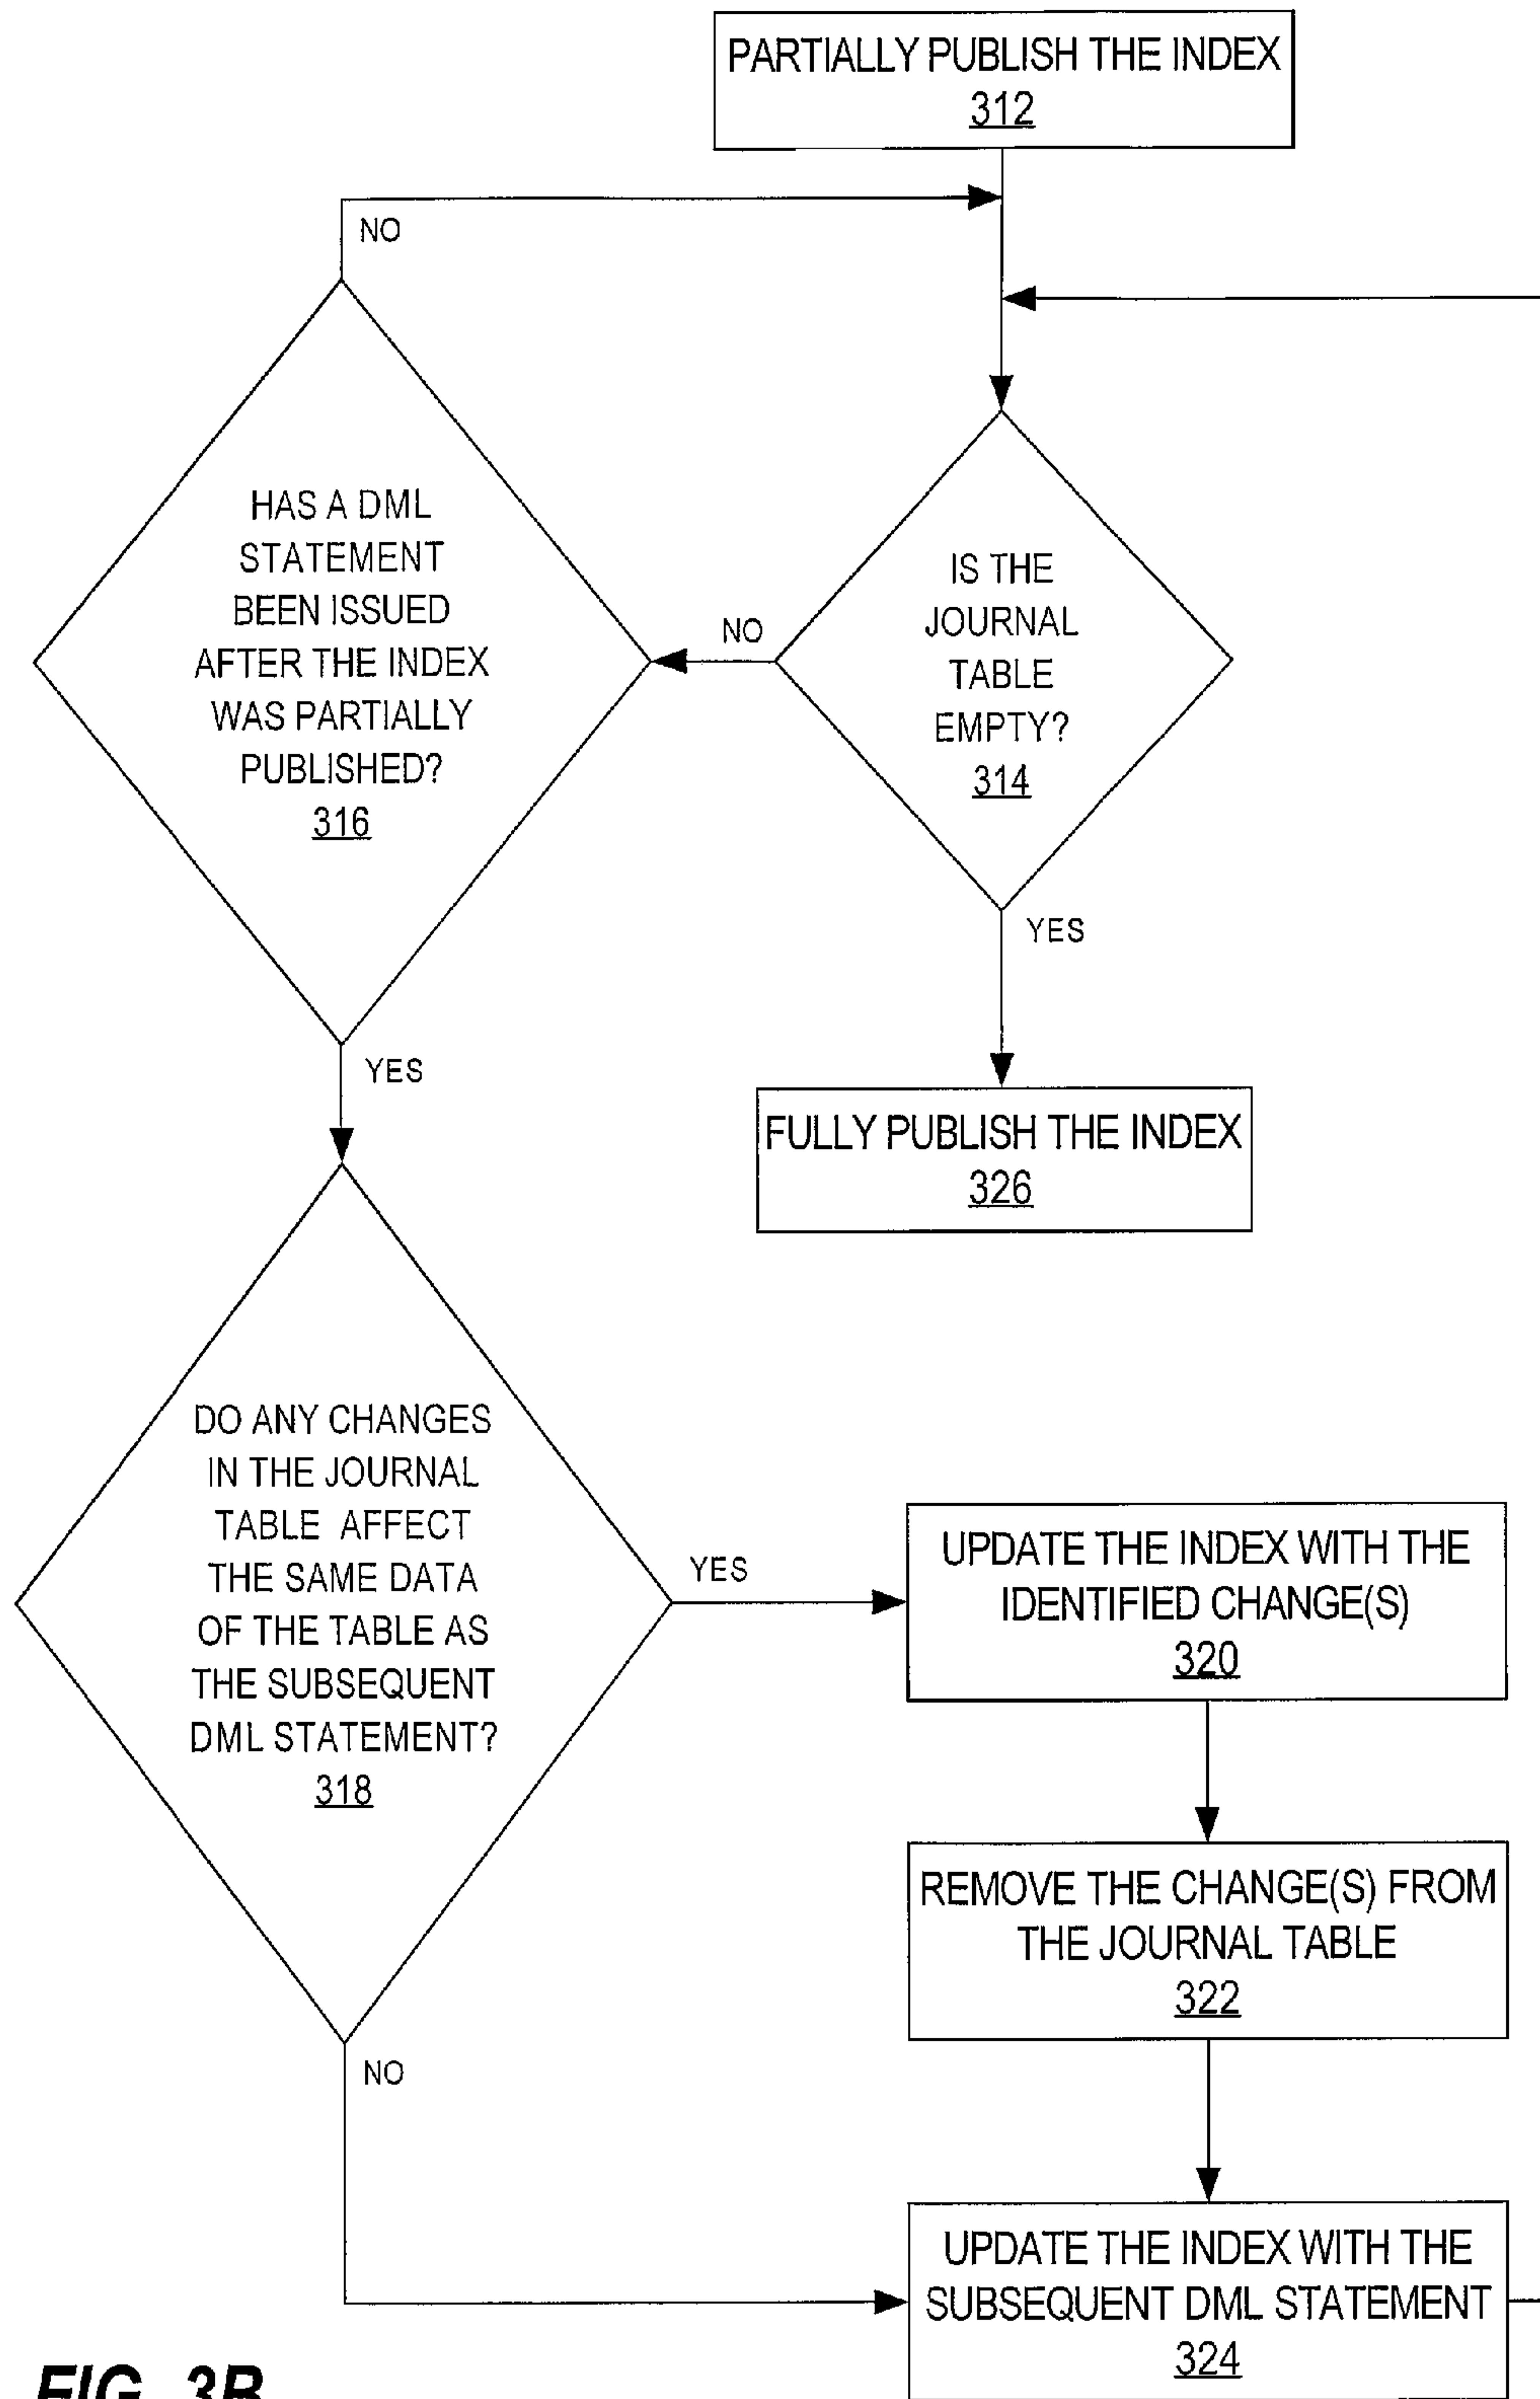 PARTIALLY PUBLISH THE INDEX
312
NO
HAS A DML
STATEMENT
BEEN ISSUED
AFTER THE INDEX
WAS PARTIALLY
PUBLISHED?
316
NO
IS THE
JOURNAL
TABLE
EMPTY?
314
YES
YES
FULLY PUBLISH THE INDEX
326
DO ANY CHANGES
IN THE JOURNAL
TABLE AFFECT
THE SAME DATA
OF THE TABLE AS
THE SUBSEQUENT
DML STATEMENT?
318
YES
UPDATE THE INDEX WITH THE
IDENTIFIED CHANGE(S)
320
REMOVE THE CHANGE(S) FROM
THE JOURNAL TABLE
322
NO
UPDATE THE INDEX WITH THE
SUBSEQUENT DML STATEMENT
324
FIG. 3B